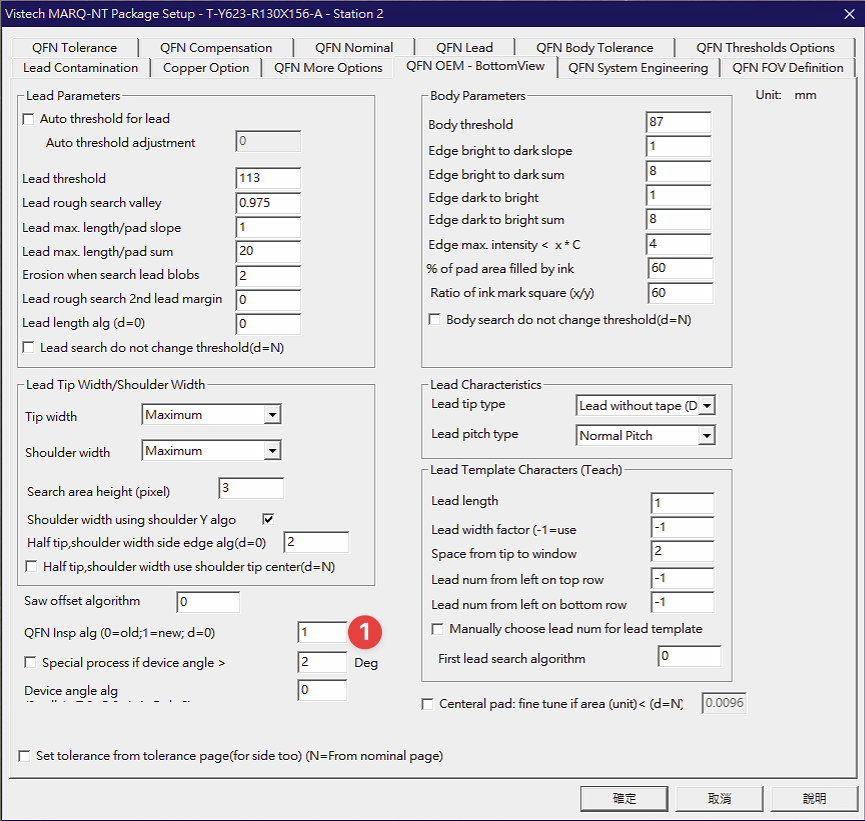 Vistech MARQ-NT Package Setup - T-Y623-R130X156-A - Station 2
QFN Tolerance QFN Compensation QFN Nominal QFN Lead QFN Body Tolerance QFN Thresholds Options
Lead Contamination Copper Option QFN More Options QFN OEM - BottomView QFN System Engineering QFN FOV Definition
Unit: mm
Lead Parameters
Auto threshold for lead
Auto threshold adjustment 0
Lead threshold 113
Lead rough search valley 0.975
Lead max. length/pad slope 1
Lead max. length/pad sum 20
Erosion when search lead blobs 2
Lead rough search 2nd lead margin 0
Lead length alg (d=0) 0
Lead search do not change threshold(d=N)
Body Parameters
Body threshold 87
Edge bright to dark slope 1
Edge bright to dark sum 8
Edge dark to bright 1
Edge dark to bright sum 8
Edge max. intensity < x * C 4
% of pad area filled by ink 60
Ratio of ink mark square (x/y) 60
Body search do not change threshold(d=N)
Lead Tip Width/Shoulder Width
Tip width Maximum
Shoulder width Maximum
Search area height (pixel) 3
Shoulder width using shoulder Y algo
Half tip,shoulder width side edge alg(d=0) 2
Half tip,shoulder width use shoulder tip center(d=N)
Lead Characteristics
Lead tip type Lead without tape (D
Lead pitch type Normal Pitch
Lead Template Characters (Teach)
Lead length 1
Lead width factor (-1=use -1
Space from tip to window 2
Lead num from left on top row -1
Lead num from left on bottom row -1
Manually choose lead num for lead template
First lead search algorithm 0
Saw offset algorithm 0
QFN Insp alg (0=old;1=new; d=0) 1 1
Special process if device angle > 2 Deg
Device angle alg 0
Centeral pad: fine tune if area (unit)< (d=N) 0.0096
Set tolerance from tolerance page(for side too) (N=From nominal page)
確定 取消 說明